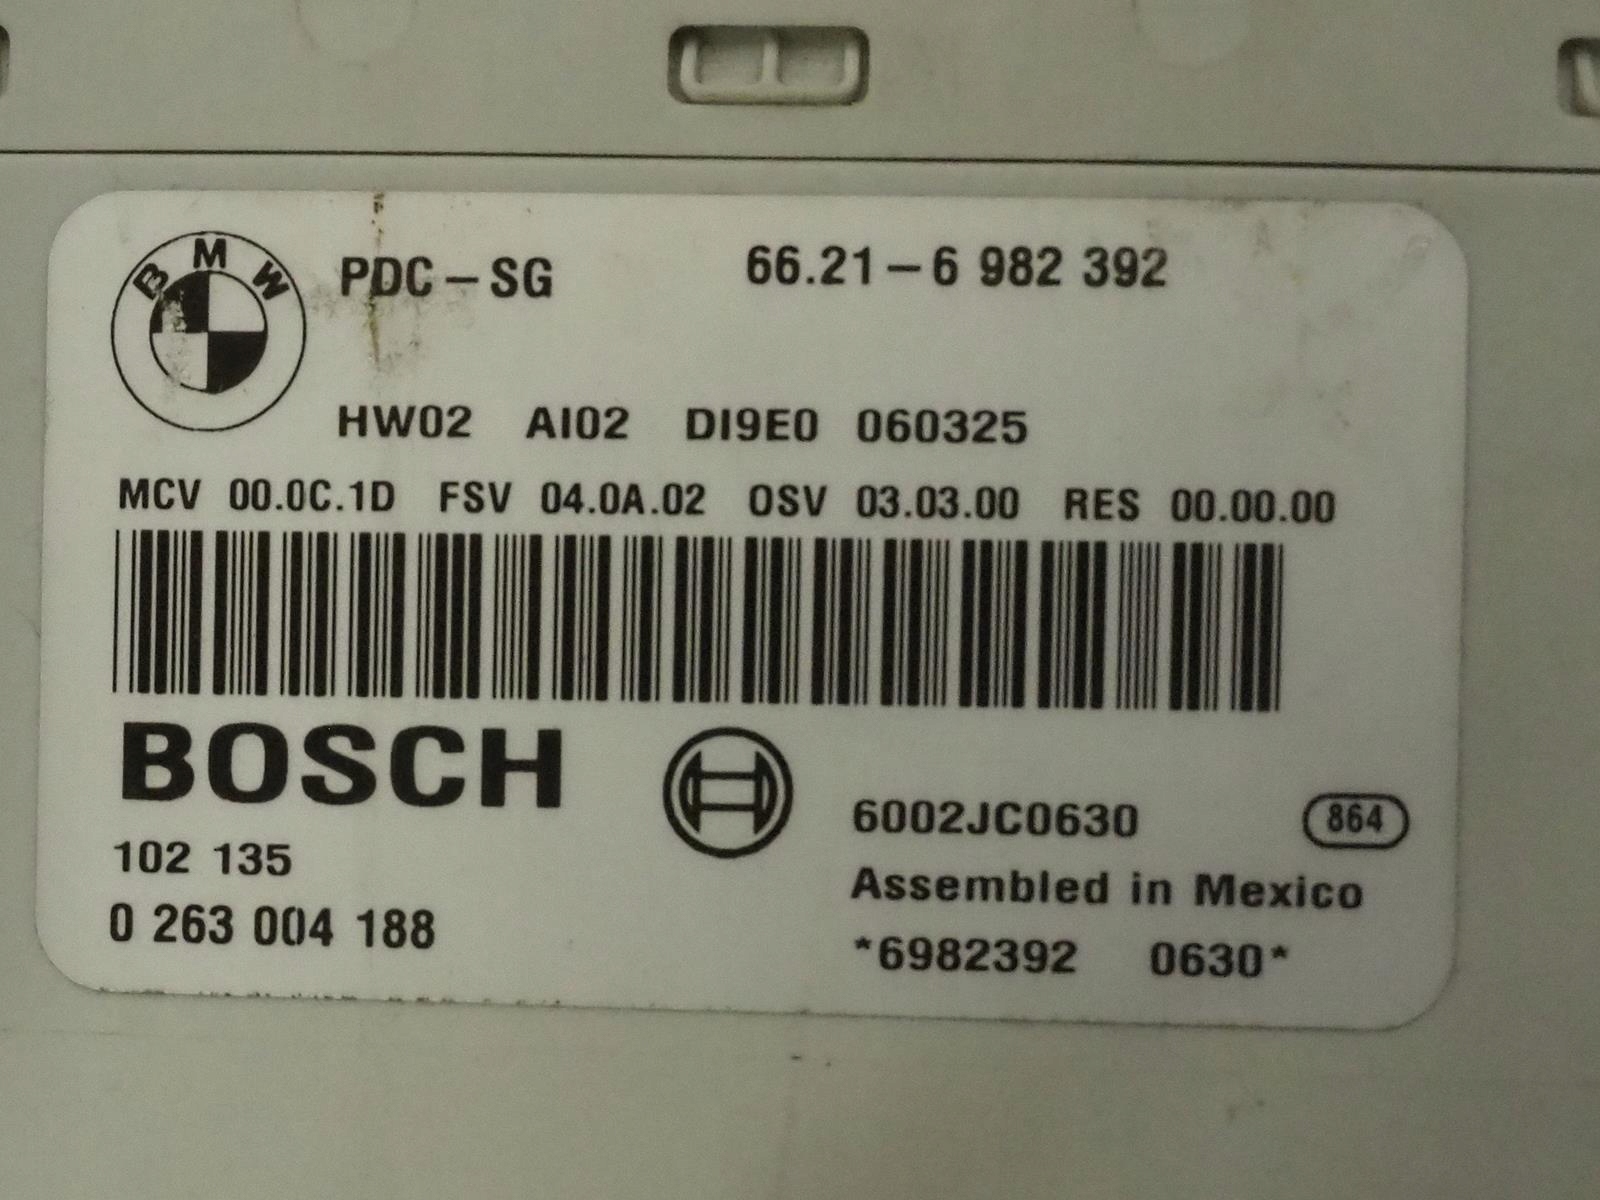 BMW
PDC – SG 66.21 – 6 982 392
HW02 AI02 DI9E0 060325
MCV 00.0C.1D FSV 04.0A.02 OSV 03.03.00 RES 00.00.00
BOSCH
6002JC0630 864
102 135
Assembled in Mexico
0 263 004 188
*6982392 0630*